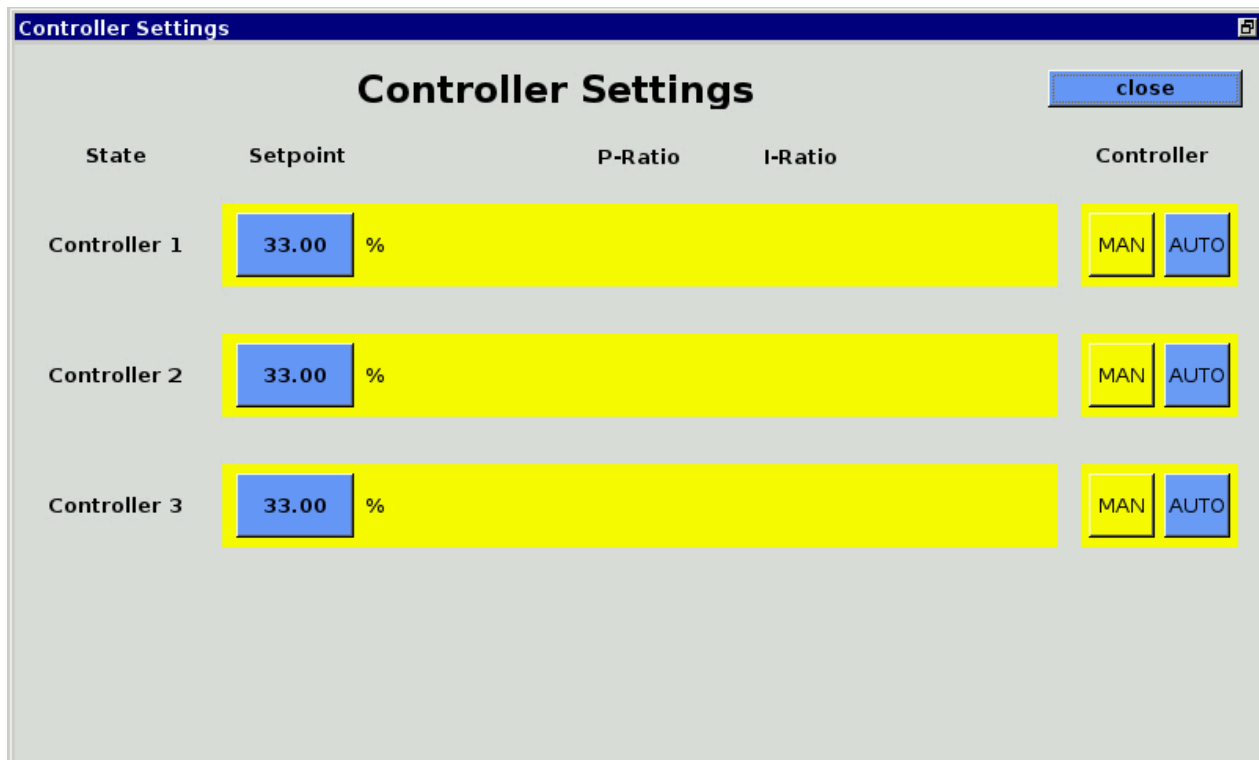 Controller Settings
Controller Settings
close
State Setpoint P-Ratio I-Ratio Controller
Controller 1 33.00 % MAN AUTO
Controller 2 33.00 % MAN AUTO
Controller 3 33.00 % MAN AUTO